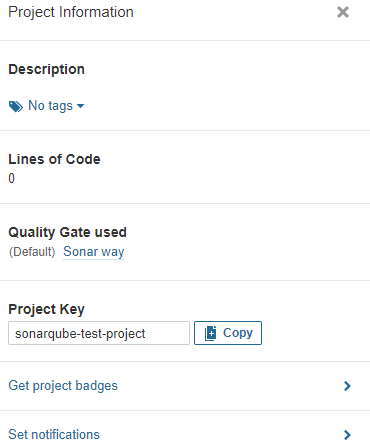 Project Information
Description
No tags
Lines of Code
0
Quality Gate used
(Default) Sonar way
Project Key
sonarqube-test-project Copy
Get project badges
Set notifications